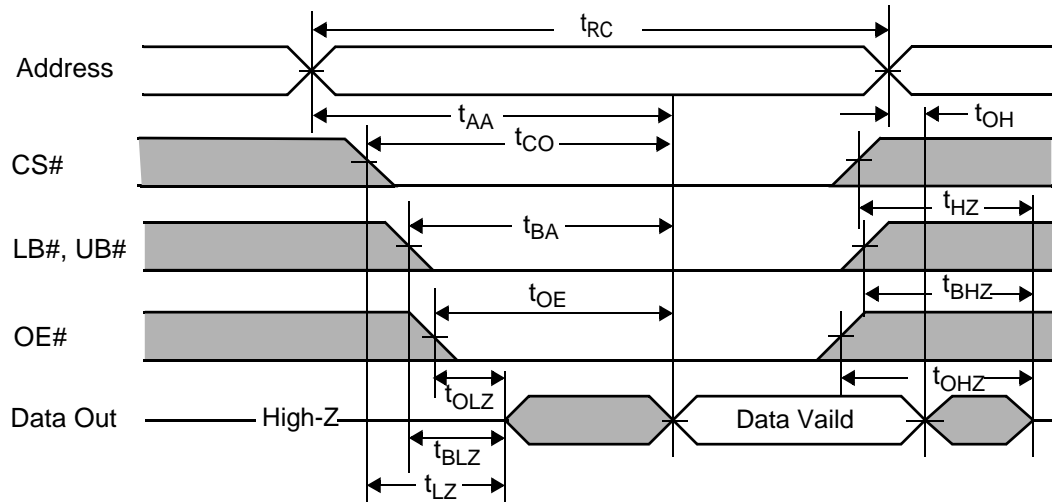 tRC
Address
tAA
tOH
tCO
CS#
tHZ
LB#, UB#
tBA
tBHZ
tOE
OE#
tOLZ
tOHZ
Data Out
High-Z
Data Vaild
tBLZ
tLZ